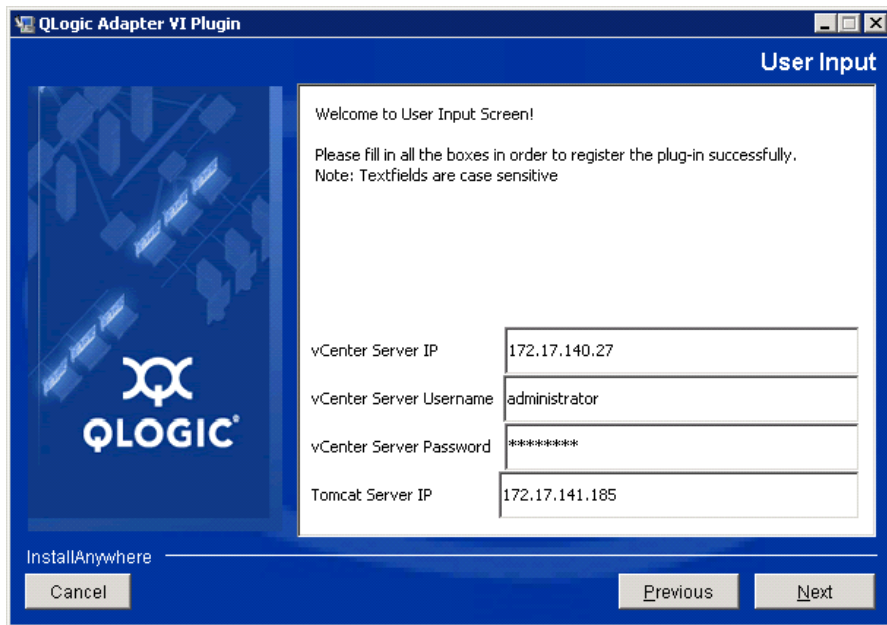 QLogic Adapter VI Plugin
User Input
Welcome to User Input Screen!
Please fill in all the boxes in order to register the plug-in successfully.
Note: Textfields are case sensitive
vCenter Server IP 172.17.140.27
vCenter Server Username administrator
vCenter Server Password ********
Tomcat Server IP 172.17.141.185
QLOGIC®
InstallAnywhere
Cancel Previous Next